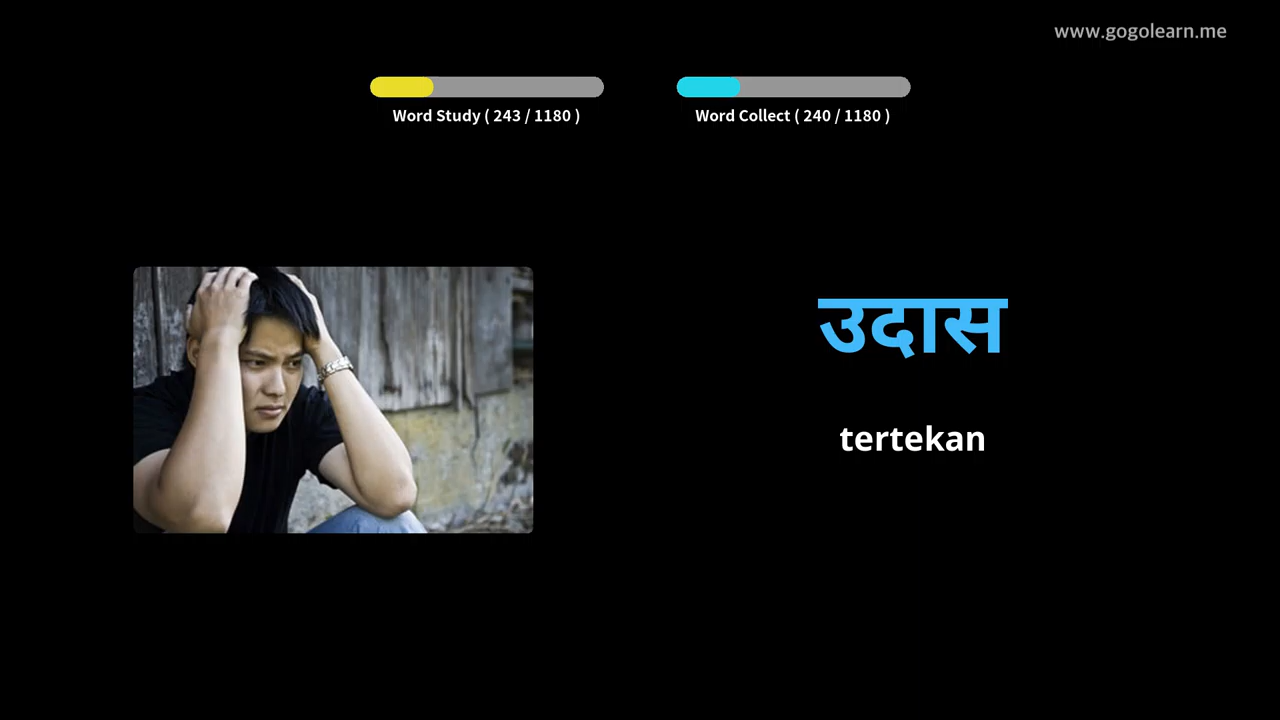 www.gogolearn.me
Word Study ( 243 / 1180 )
Word Collect ( 240 / 1180 )
उदास
tertekan